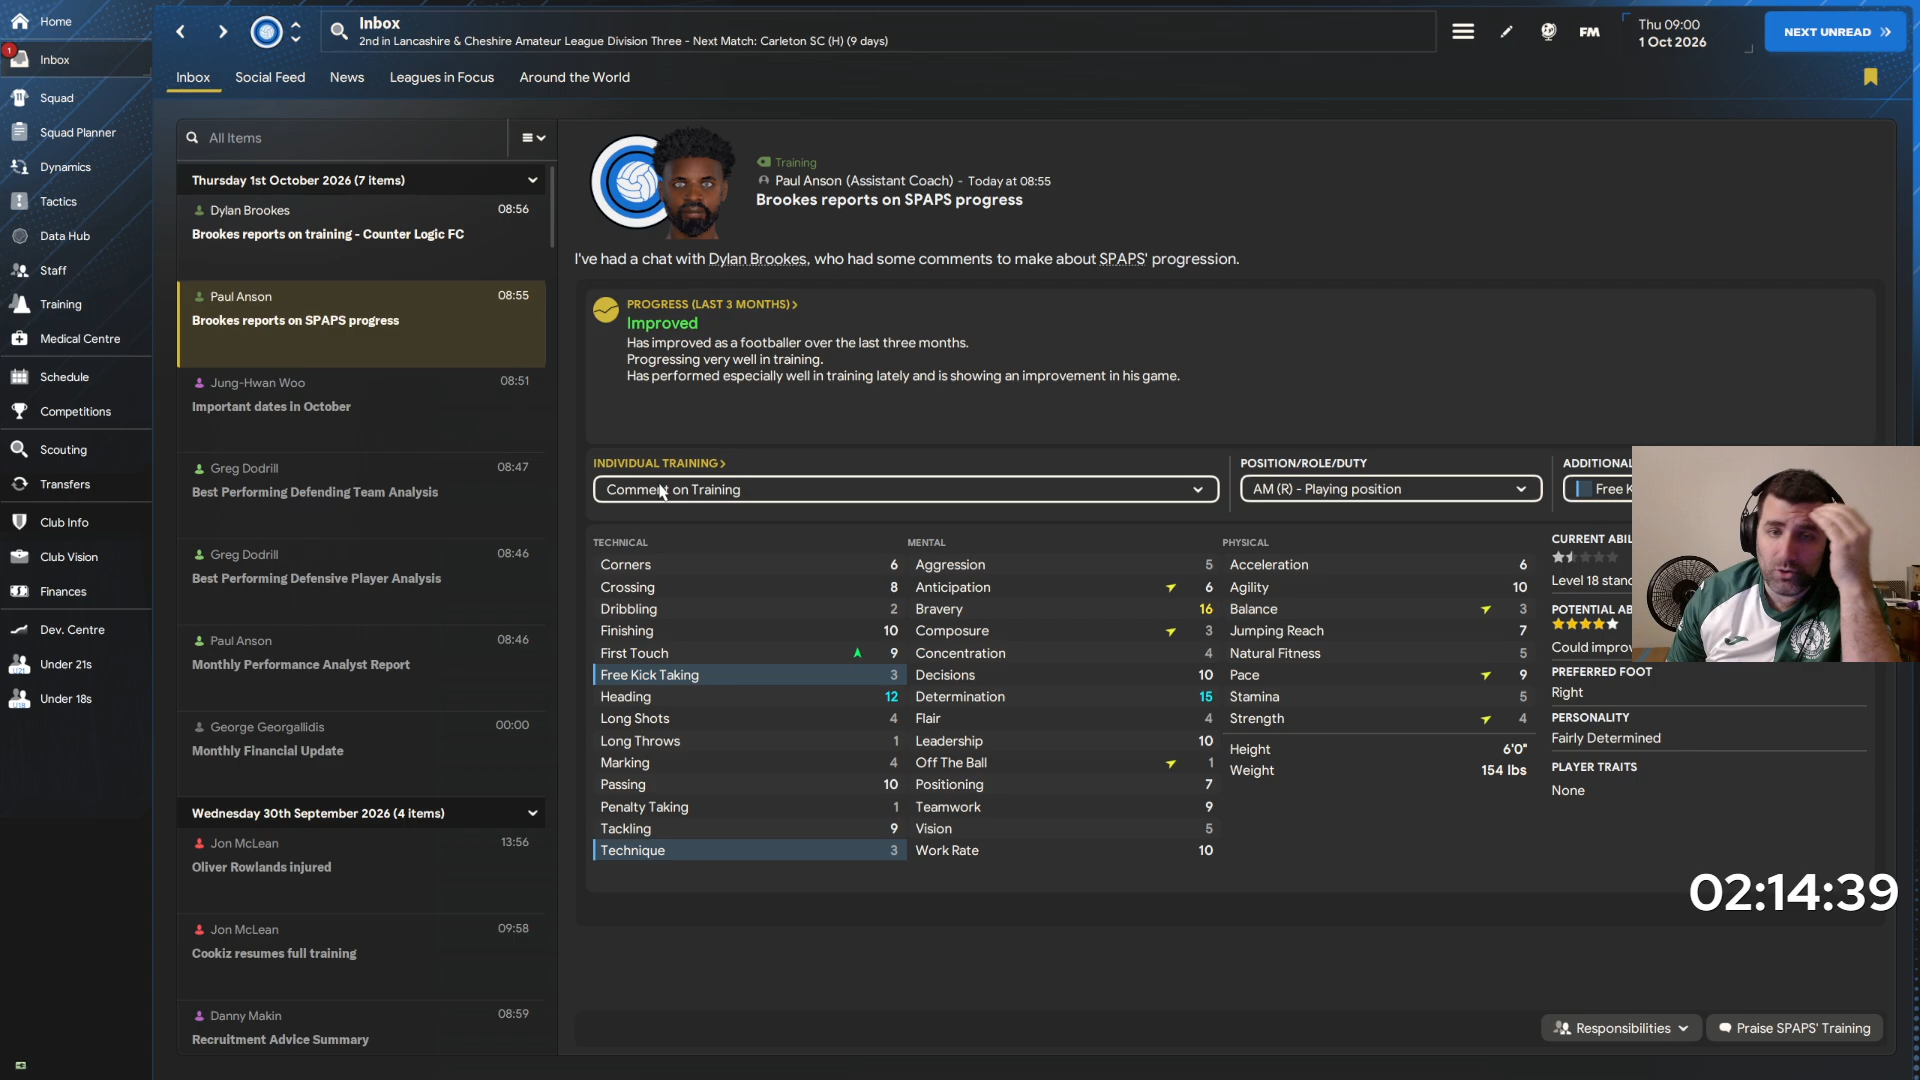 Home
1
Inbox
Squad
Squad Planner
Dynamics
Tactics
Data Hub
Staff
Training
Medical Centre
Schedule
Competitions
Scouting
Transfers
Club Info
Club Vision
Finances
Dev. Centre
Under 21s
Under 18s
Inbox
2nd in Lancashire & Cheshire Amateur League Division Three - Next Match: Carleton SC (H) (9 days)
FM
Thu 09:00
1 Oct 2026
NEXT UNREAD
Inbox
Social Feed
News
Leagues in Focus
Around the World
All Items
Thursday 1st October 2026 (7 items)
Dylan Brookes 08:56
Brookes reports on training - Counter Logic FC
Paul Anson 08:55
Brookes reports on SPAPS progress
Jung-Hwan Woo 08:51
Important dates in October
Greg Dodrill 08:47
Best Performing Defending Team Analysis
Greg Dodrill 08:46
Best Performing Defensive Player Analysis
Paul Anson 08:46
Monthly Performance Analyst Report
George Georgallidis 00:00
Monthly Financial Update
Wednesday 30th September 2026 (4 items)
Jon McLean 13:56
Oliver Rowlands injured
Jon McLean 09:58
Cookiz resumes full training
Danny Makin 08:59
Recruitment Advice Summary
Training
Paul Anson (Assistant Coach) - Today at 08:55
Brookes reports on SPAPS progress
I've had a chat with Dylan Brookes, who had some comments to make about SPAPS' progression.
PROGRESS (LAST 3 MONTHS) >
Improved
Has improved as a footballer over the last three months.
Progressing very well in training.
Has performed especially well in training lately and is showing an improvement in his game.
INDIVIDUAL TRAINING >
Comment on Training
POSITION/ROLE/DUTY
AM (R) - Playing position
ADDITIONAL
Free K
TECHNICAL
Corners 6
Crossing 8
Dribbling 2
Finishing 10
First Touch 9
Free Kick Taking 3
Heading 12
Long Shots 4
Long Throws 1
Marking 4
Passing 10
Penalty Taking 1
Tackling 9
Technique 3
MENTAL
Aggression 5
Anticipation 6
Bravery 16
Composure 3
Concentration 4
Decisions 10
Determination 15
Flair 4
Leadership 10
Off The Ball 1
Positioning 7
Teamwork 9
Vision 5
Work Rate 10
PHYSICAL
Acceleration 6
Agility 10
Balance 3
Jumping Reach 7
Natural Fitness 5
Pace 9
Stamina 5
Strength 4
Height 6'0"
Weight 154 lbs
CURRENT ABIL
Level 18 stand
POTENTIAL AB
Could improv
PREFERRED FOOT
Right
PERSONALITY
Fairly Determined
PLAYER TRAITS
None
02:14:39
Responsibilities
Praise SPAPS' Training